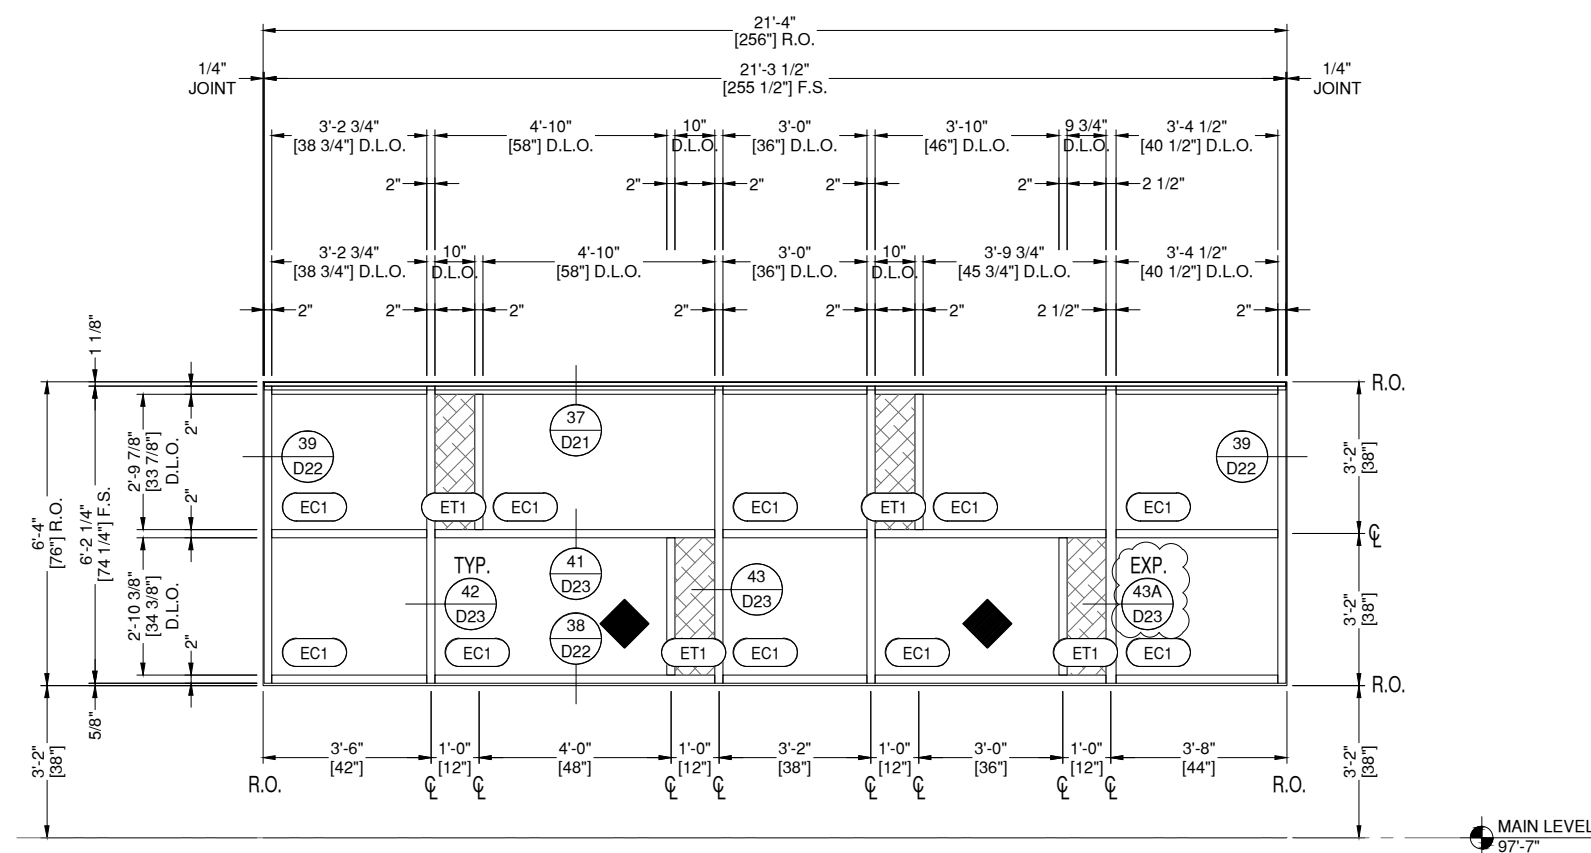 21'-4"
[256"] R.O.
1/4"
JOINT
21'-3 1/2"
[255 1/2"] F.S.
1/4"
JOINT
3'-2 3/4"
[38 3/4"] D.L.O.
4'-10"
[58"] D.L.O.
10"
D.L.O.
3'-0"
[36"] D.L.O.
3'-10"
[46"] D.L.O.
9 3/4"
D.L.O.
3'-4 1/2"
[40 1/2"] D.L.O.
2"
2"
2"
2"
2"
2 1/2"
3'-2 3/4"
[38 3/4"] D.L.O.
10"
D.L.O.
4'-10"
[58"] D.L.O.
3'-0"
[36"] D.L.O.
10"
D.L.O.
3'-9 3/4"
[45 3/4"] D.L.O.
3'-4 1/2"
[40 1/2"] D.L.O.
2"
2"
2"
2"
2"
2"
2 1/2"
2"
1 1/8"
6'-4"
[76"] R.O.
6'-2 1/4"
[74 1/4"] F.S.
2'-9 7/8"
[33 7/8"]
D.L.O.
2"
2"
2'-10 3/8"
[34 3/8"]
D.L.O.
2"
5/8"
3'-2"
[38"]
39
D22
37
D21
39
D22
EC1
ET1
EC1
EC1
ET1
EC1
EC1
TYP.
42
D23
41
D23
38
D22
43
D23
EXP.
43A
D23
EC1
EC1
ET1
EC1
EC1
ET1
EC1
R.O.
3'-2"
[38"]
℄
3'-2"
[38"]
R.O.
3'-2"
[38"]
3'-6"
[42"]
1'-0"
[12"]
4'-0"
[48"]
1'-0"
[12"]
3'-2"
[38"]
1'-0"
[12"]
3'-0"
[36"]
1'-0"
[12"]
3'-8"
[44"]
R.O.
℄
℄
℄
℄
℄
℄
℄
℄
R.O.
MAIN LEVEL
97'-7"